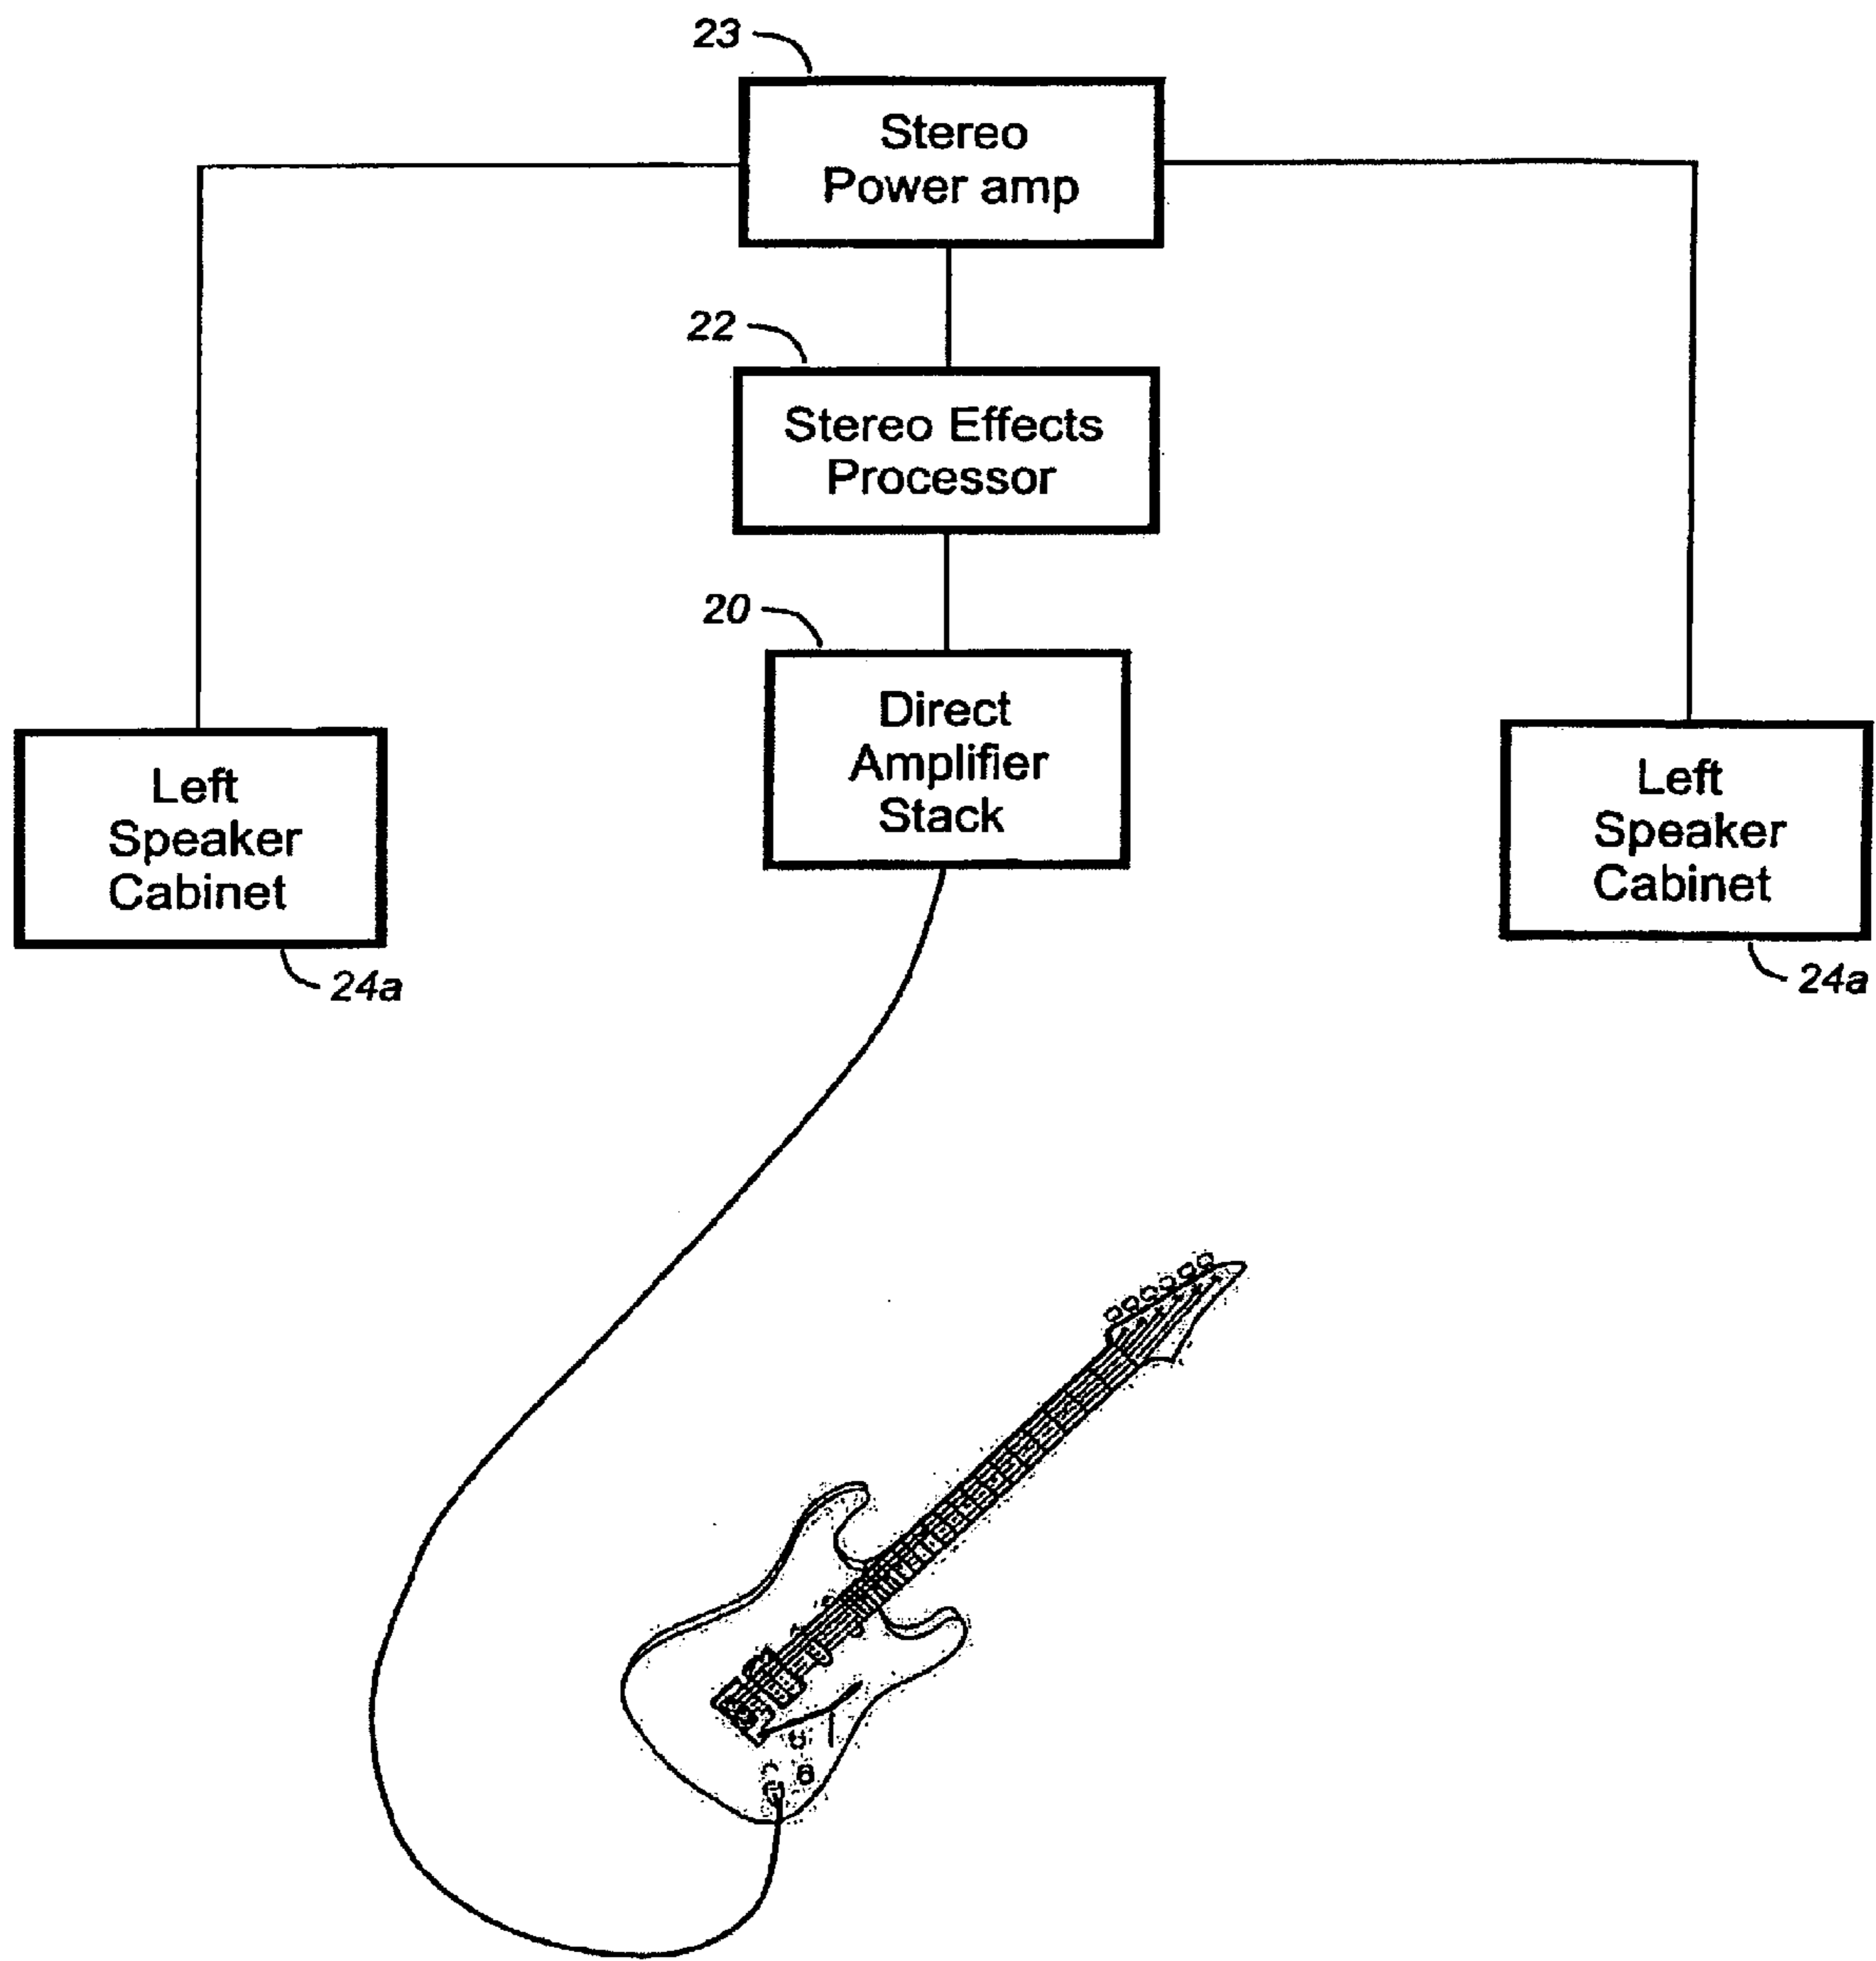 23
Stereo
Power amp
22
Stereo Effects
Processor
20
Direct
Amplifier
Stack
Left
Speaker
Cabinet
24a
Left
Speaker
Cabinet
24a